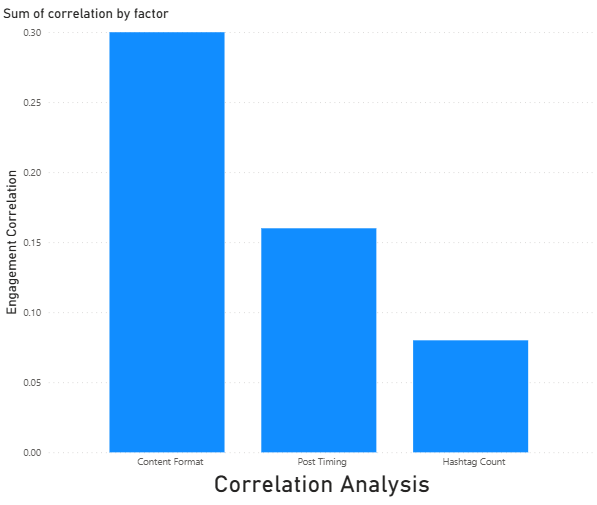 Sum of correlation by factor
0.30
0.25
0.20
0.15
0.10
0.05
0.00
Engagement Correlation
Content Format
Post Timing
Hashtag Count
Correlation Analysis